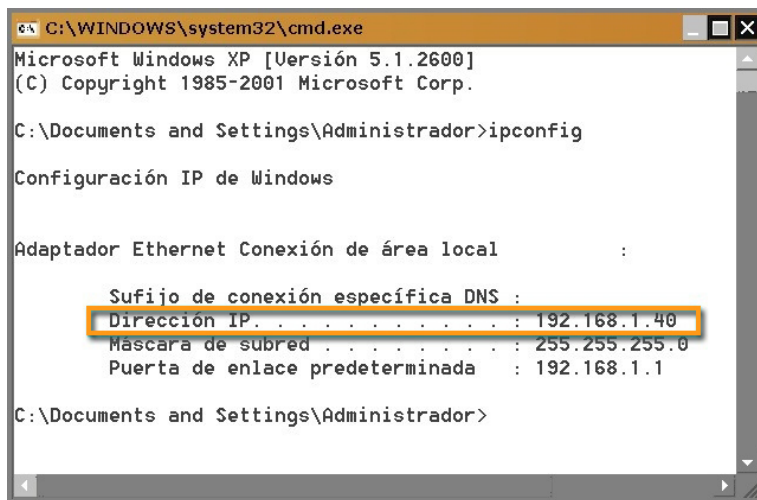 C:\WINDOWS\system32\cmd.exe
Microsoft Windows XP [Versión 5.1.2600]
(C) Copyright 1985-2001 Microsoft Corp.
C:\Documents and Settings\Administrador>ipconfig
Configuración IP de Windows
Adaptador Ethernet Conexión de área local :
Sufijo de conexión específica DNS :
Dirección IP. . . . . . . . . . . : 192.168.1.40
Máscara de subred . . . . . . . . : 255.255.255.0
Puerta de enlace predeterminada : 192.168.1.1
C:\Documents and Settings\Administrador>